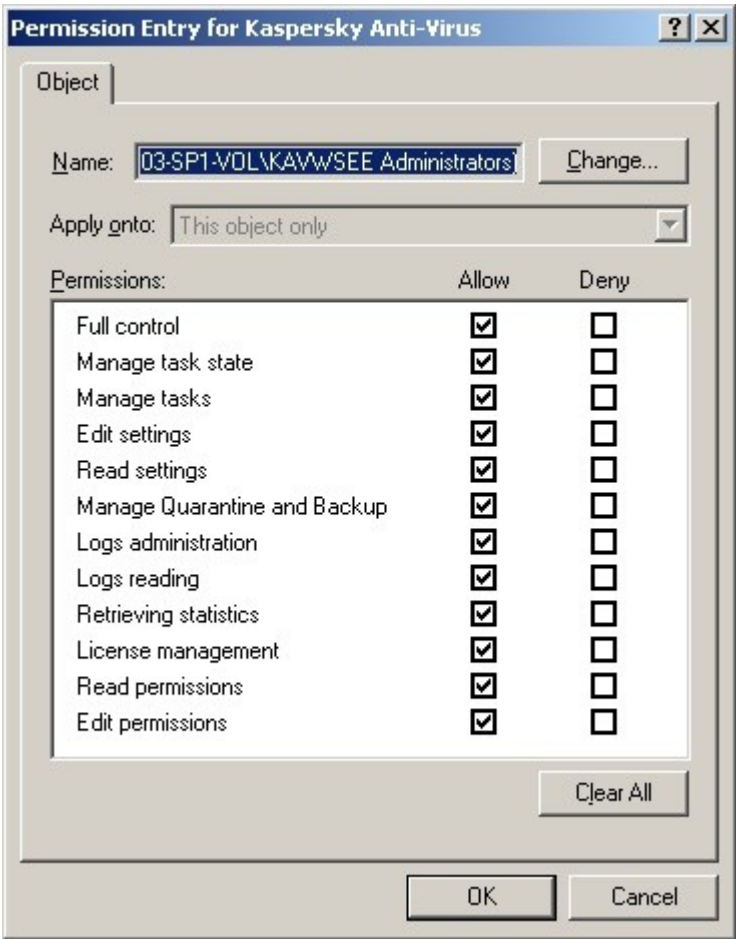 Permission Entry for Kaspersky Anti-Virus
Object
Name: 03-SP1-VOL\KAVWSEE Administrators) Change...
Apply onto: This object only
Permissions: Allow Deny
Full control
Manage task state
Manage tasks
Edit settings
Read settings
Manage Quarantine and Backup
Logs administration
Logs reading
Retrieving statistics
License management
Read permissions
Edit permissions
Clear All
OK Cancel